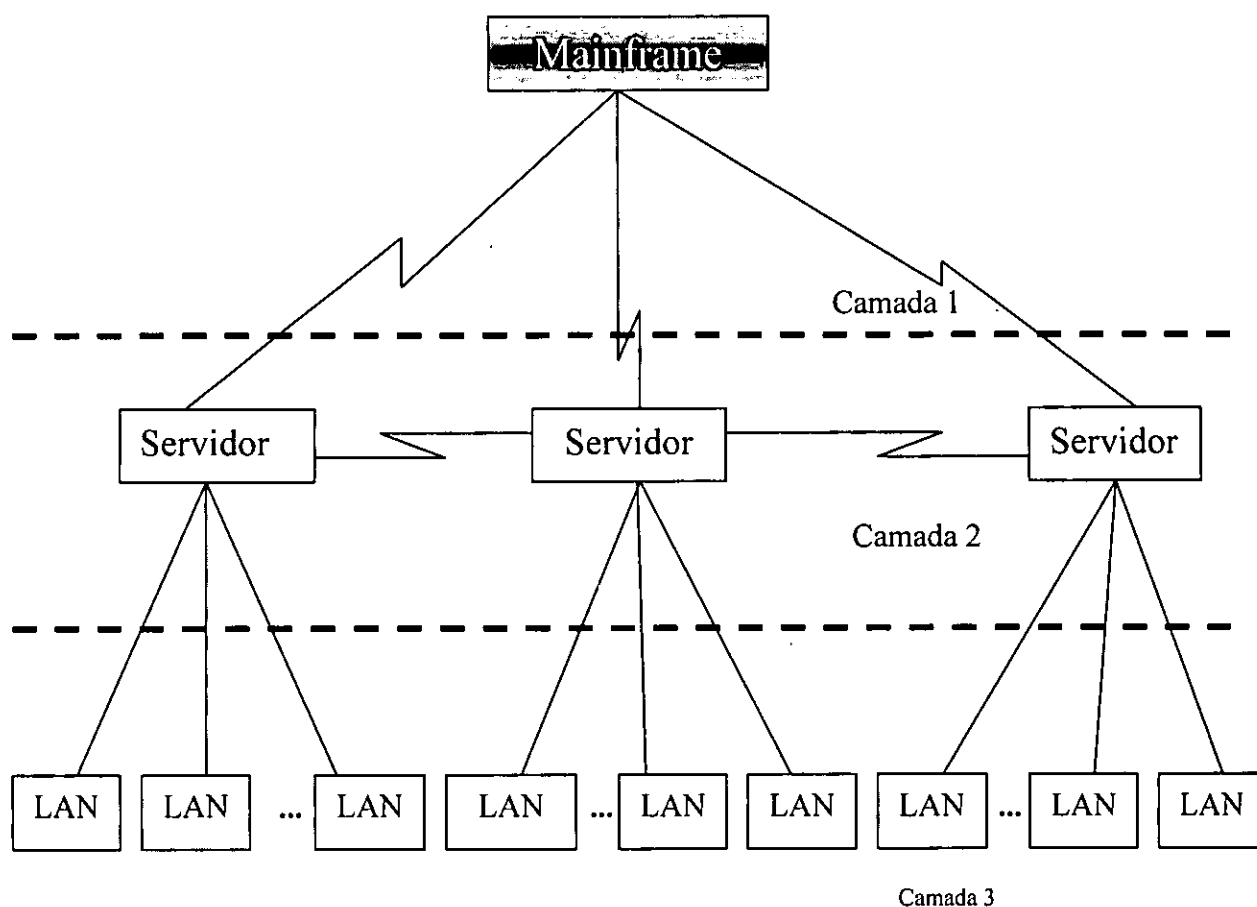 Mainframe
Camada 1
Servidor Servidor Servidor
Camada 2
LAN LAN ... LAN LAN ... LAN LAN LAN ... LAN LAN
Camada 3